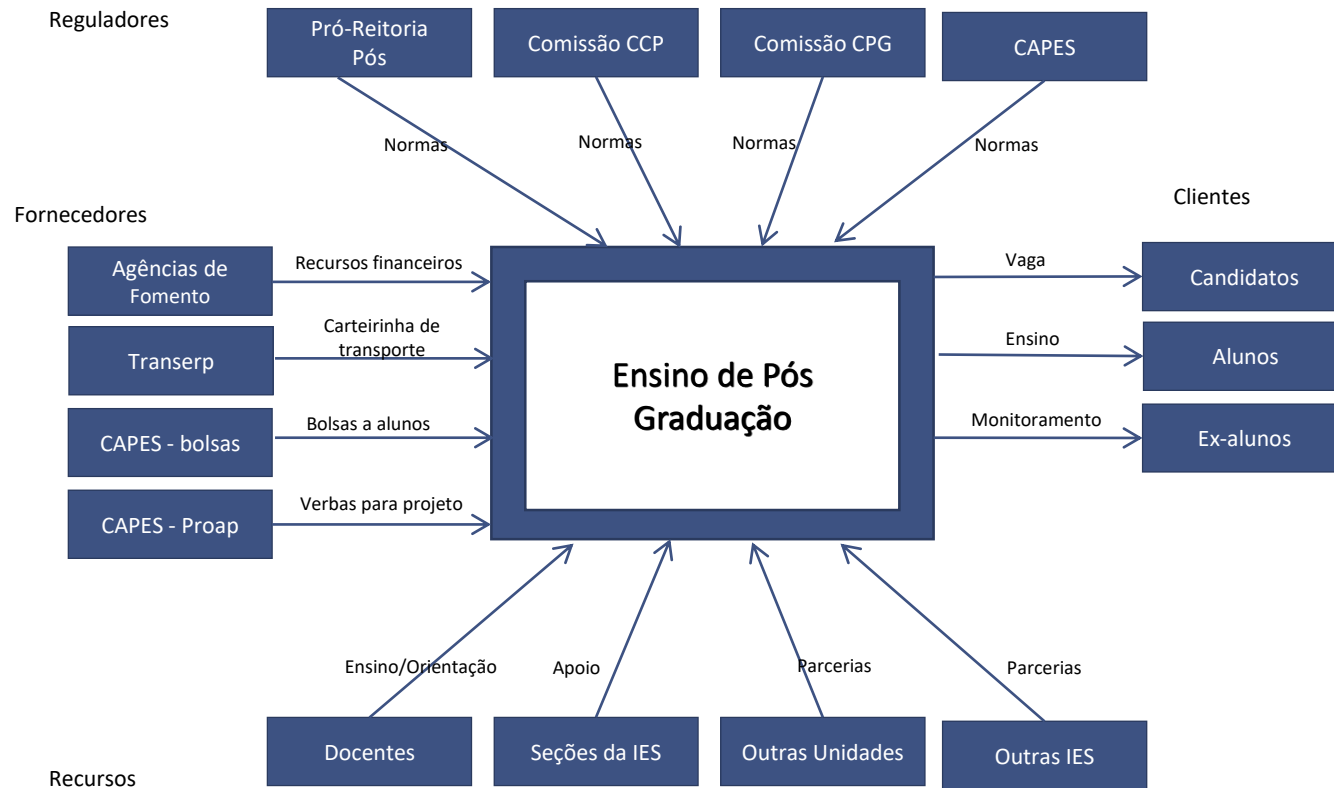 Reguladores
Pró-Reitoria
Pós
Comissão CCP
Comissão CPG
CAPES
Normas
Normas
Normas
Normas
Fornecedores
Clientes
Agências de
Fomento
Recursos financeiros
Vaga
Candidatos
Transerp
Carteirinha de
transporte
Ensino de Pós
Graduação
Ensino
Alunos
CAPES - bolsas
Bolsas a alunos
Monitoramento
Ex-alunos
CAPES - Proap
Verbas para projeto
Ensino/Orientação
Apoio
Parcerias
Parcerias
Docentes
Seções da IES
Outras Unidades
Outras IES
Recursos